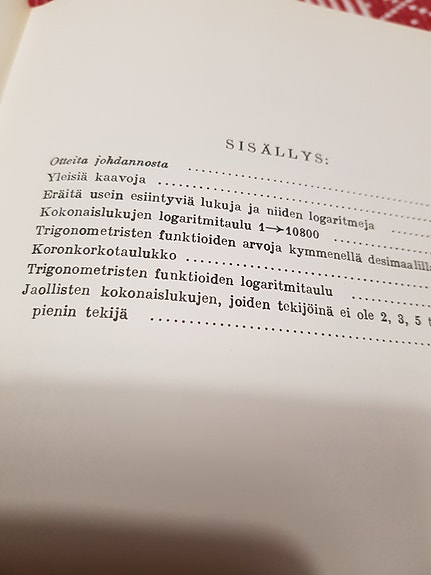 SISÄLLYS:
Otteita johdannosta
Yleisiä kaavoja
Eräitä usein esiintyviä lukuja ja niiden logaritmeja
Kokonaislukujen logaritmitaulu 1→10800
Trigonometristen funktioiden arvoja kymmenellä
Koronkorkotaulukko
Trigonometristen funktioiden logaritmitaulu
Jaollisten kokonaislukujen, joiden tekijöinä ei ole 2, 3, 5
pienin tekijä